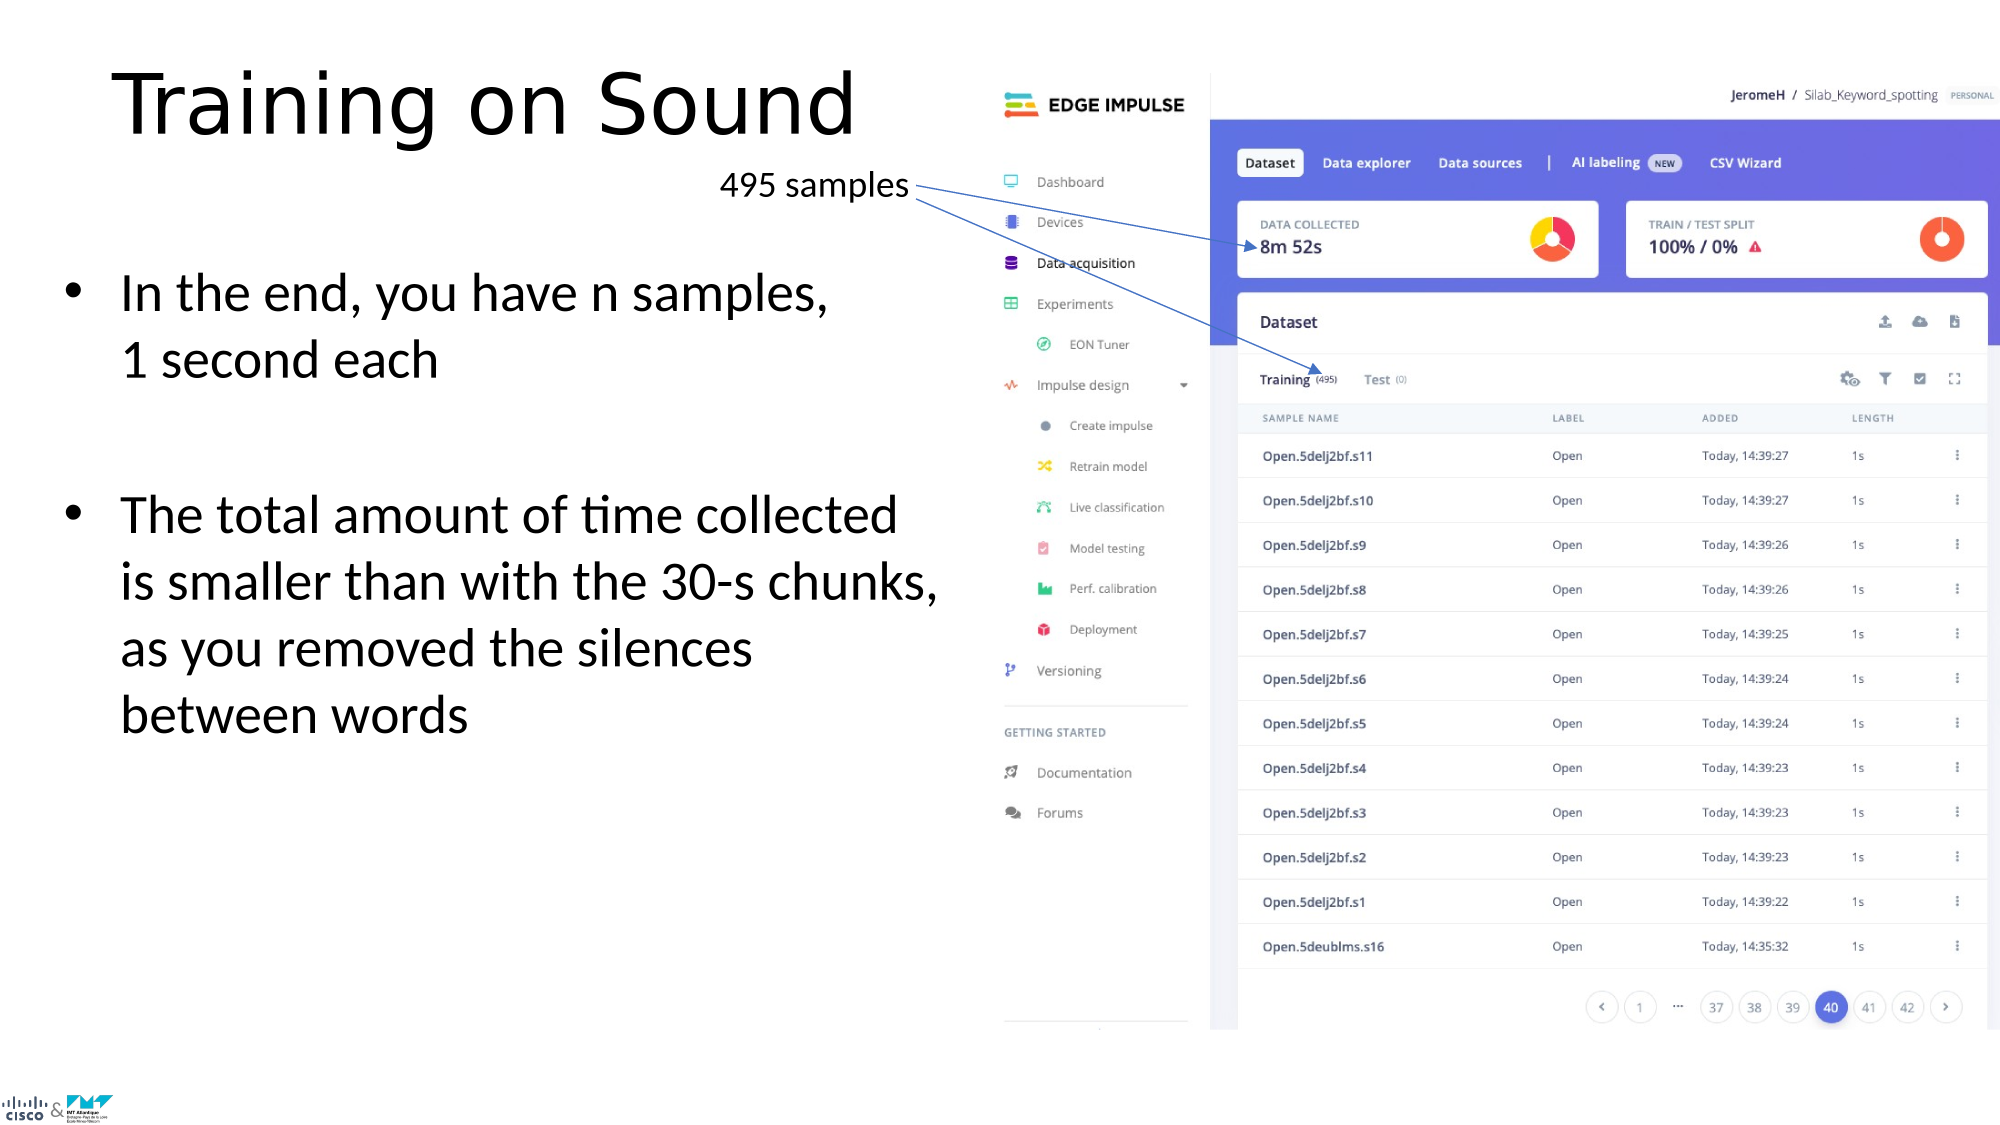 Training on Sound
495 samples
• In the end, you have n samples,
1 second each
• The total amount of time collected
is smaller than with the 30-s chunks,
as you removed the silences
between words
EDGE IMPULSE
Dashboard
Devices
Data acquisition
Experiments
EON Tuner
Impulse design
Create impulse
Retrain model
Live classification
Model testing
Perf. calibration
Deployment
Versioning
GETTING STARTED
Documentation
Forums
JeromeH / Silab_Keyword_spotting PERSONAL
Dataset Data explorer Data sources | AI labeling NEW CSV Wizard
DATA COLLECTED
8m 52s
TRAIN / TEST SPLIT
100% / 0%
Dataset
Training (495) Test (0)
SAMPLE NAME LABEL ADDED LENGTH
Open.5delj2bf.s11 Open Today, 14:39:27 1s
Open.5delj2bf.s10 Open Today, 14:39:27 1s
Open.5delj2bf.s9 Open Today, 14:39:26 1s
Open.5delj2bf.s8 Open Today, 14:39:26 1s
Open.5delj2bf.s7 Open Today, 14:39:25 1s
Open.5delj2bf.s6 Open Today, 14:39:24 1s
Open.5delj2bf.s5 Open Today, 14:39:24 1s
Open.5delj2bf.s4 Open Today, 14:39:23 1s
Open.5delj2bf.s3 Open Today, 14:39:23 1s
Open.5delj2bf.s2 Open Today, 14:39:23 1s
Open.5delj2bf.s1 Open Today, 14:39:22 1s
Open.5deublms.s16 Open Today, 14:35:32 1s
‹ 1 ... 37 38 39 40 41 42 ›
CISCO &
IMT Atlantique